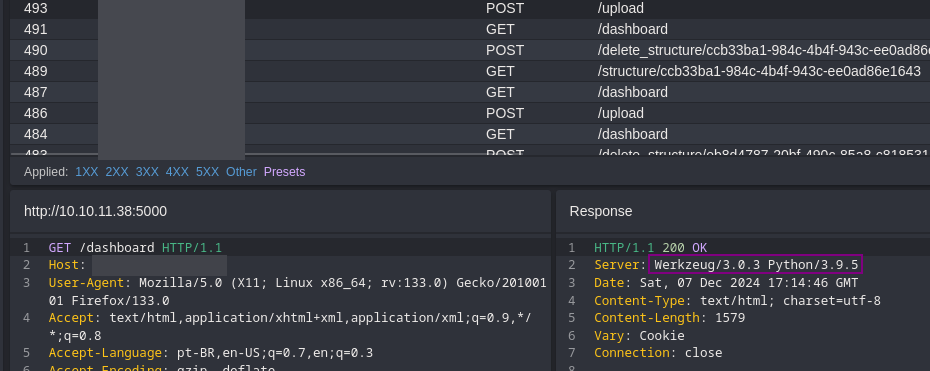 493 POST /upload
491 GET /dashboard
490 POST /delete_structure/ccb33ba1-984c-4b4f-943c-ee0ad86e
489 GET /structure/ccb33ba1-984c-4b4f-943c-ee0ad86e1643
487 GET /dashboard
486 POST /upload
484 GET /dashboard
483 POST
Applied: 1XX 2XX 3XX 4XX 5XX Other Presets
http://10.10.11.38:5000
1 GET /dashboard HTTP/1.1
2 Host:
3 User-Agent: Mozilla/5.0 (X11; Linux x86_64; rv:133.0) Gecko/201001
01 Firefox/133.0
4 Accept: text/html,application/xhtml+xml,application/xml;q=0.9,*/
*;q=0.8
5 Accept-Language: pt-BR,en-US;q=0.7,en;q=0.3
6 Accept-Encoding: gzip, deflate
Response
1 HTTP/1.1 200 OK
2 Server: Werkzeug/3.0.3 Python/3.9.5
3 Date: Sat, 07 Dec 2024 17:14:46 GMT
4 Content-Type: text/html; charset=utf-8
5 Content-Length: 1579
6 Vary: Cookie
7 Connection: close
8